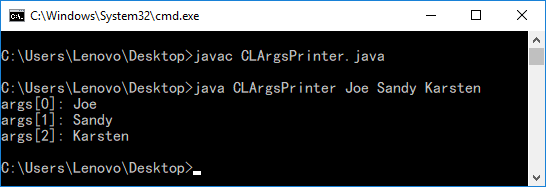 C:\Windows\System32\cmd.exe
C:\Users\Lenovo\Desktop>javac CLArgsPrinter.java
C:\Users\Lenovo\Desktop>java CLArgsPrinter Joe Sandy Karsten
args[0]: Joe
args[1]: Sandy
args[2]: Karsten
C:\Users\Lenovo\Desktop>